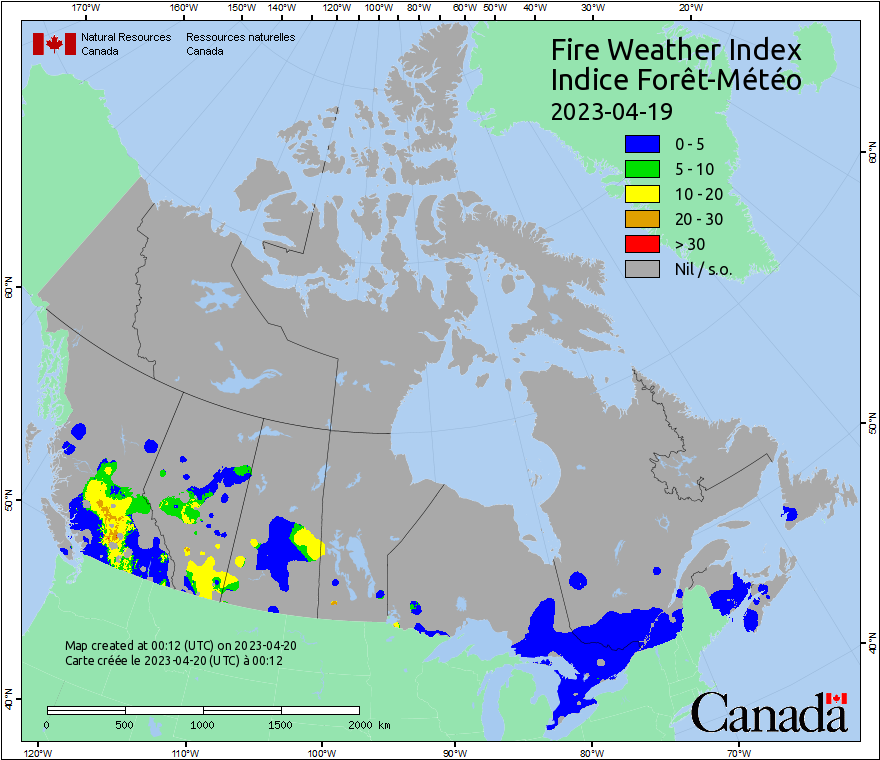 170°W 160°W 150°W 140°W 120°W 100°W 80°W 60°W 50°W 40°W 30°W 20°W
Natural Resources Ressources naturelles
Canada Canada
Fire Weather Index
Indice Forêt-Météo
2023-04-19
0 - 5
5 - 10
10 - 20
20 - 30
> 30
Nil / s.o.
60°N
60°N
50°N
50°N
40°N
40°N
Map created at 00:12 (UTC) on 2023-04-20
Carte créée le 2023-04-20 (UTC) à 00:12
0 500 1000 1500 2000 km
Canada
120°W 110°W 100°W 90°W 80°W 70°W